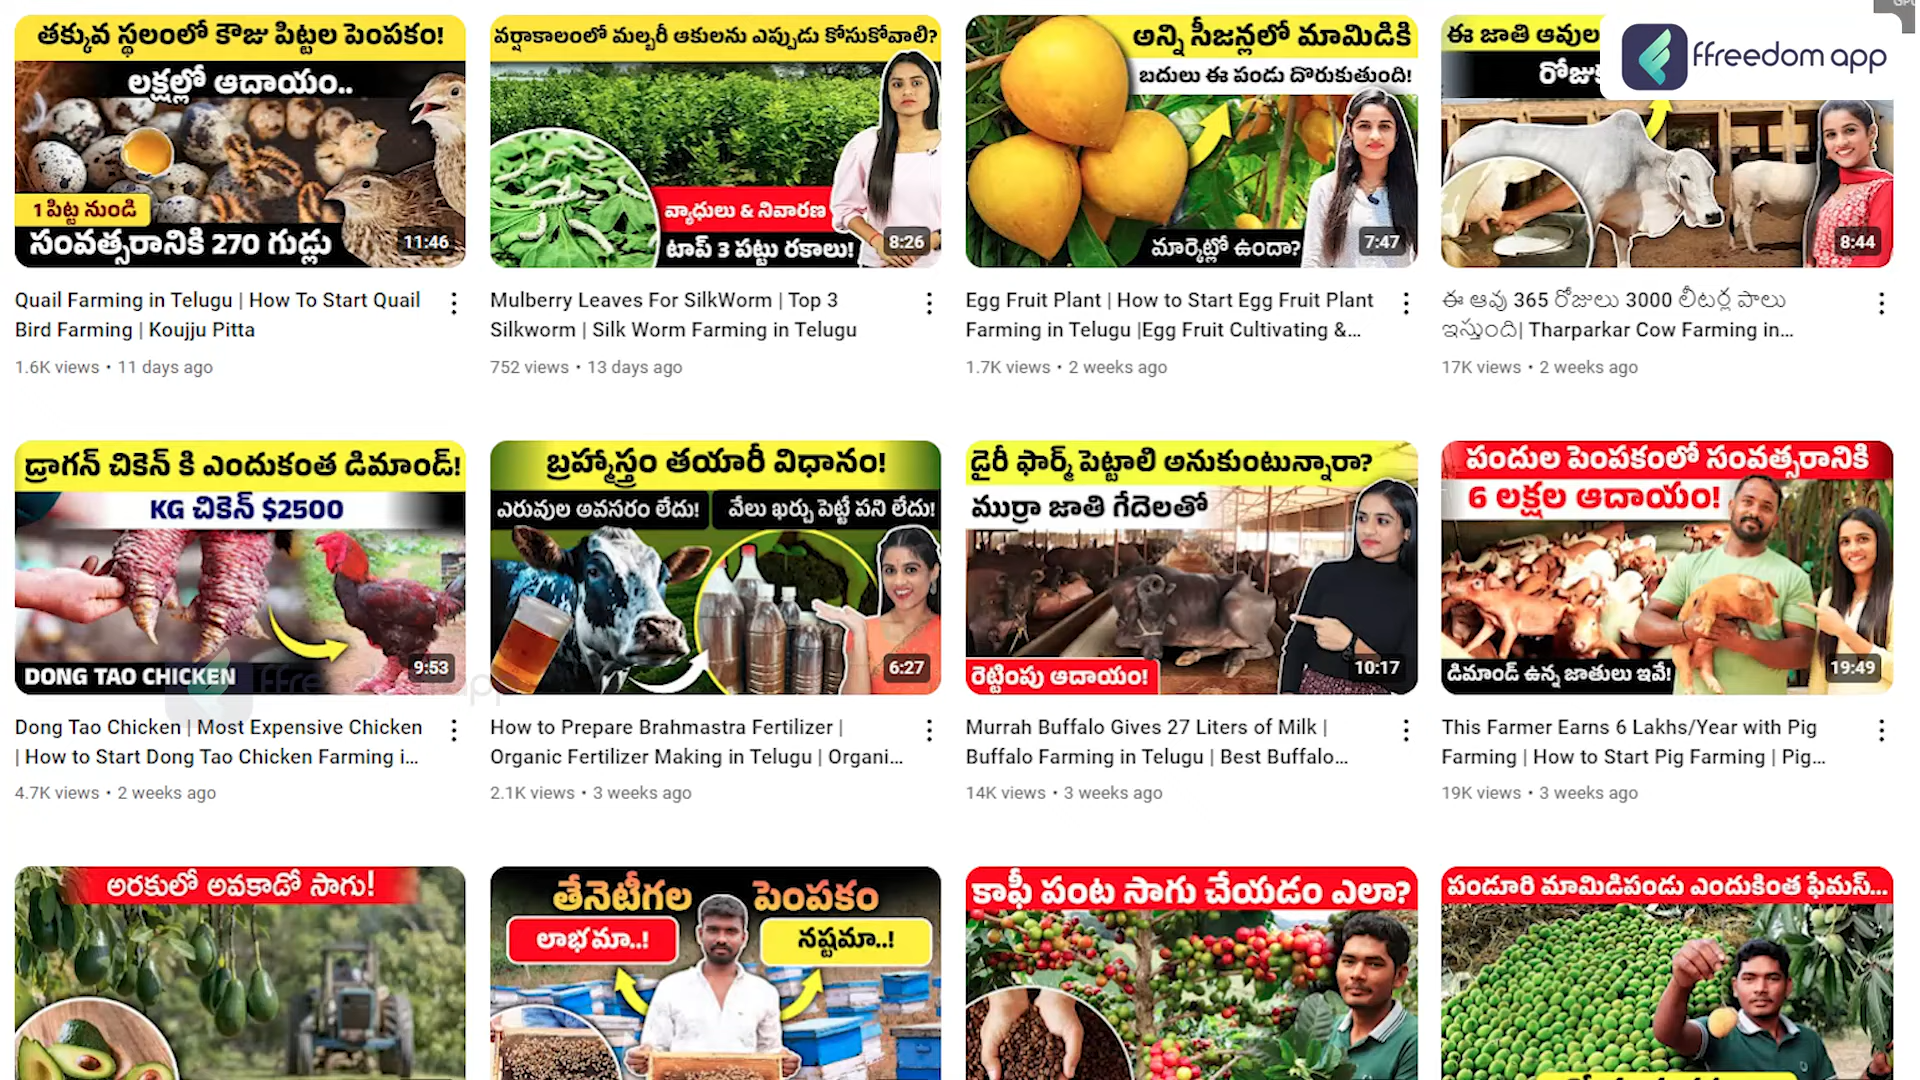 తక్కువ స్థలంలో కౌజు పిట్టల పెంపకం!
లక్షల్లో ఆదాయం..
1 పిట్ట నుండి
సంవత్సరానికి 270 గుడ్లు
11:46
Quail Farming in Telugu | How To Start Quail
Bird Farming | Koujju Pitta
1.6K views • 11 days ago
వర్షాకాలంలో మల్బరీ ఆకులను ఎప్పుడు కోసుకోవాలి?
వ్యాధులు & నివారణ
టాప్ 3 పట్టు రకాలు!
8:26
Mulberry Leaves For SilkWorm | Top 3
Silkworm | Silk Worm Farming in Telugu
752 views • 13 days ago
అన్ని సీజన్లలో మామిడికి
బదులు ఈ పండు దొరుకుతుంది!
మార్కెట్లో ఉందా?
7:47
Egg Fruit Plant | How to Start Egg Fruit Plant
Farming in Telugu |Egg Fruit Cultivating &...
1.7K views • 2 weeks ago
ఈ జాతి ఆవుల
ffreedom app
8:44
ఈ ఆవు 365 రోజులు 3000 లీటర్ల పాలు
ఇస్తుంది| Tharparkar Cow Farming in...
17K views • 2 weeks ago
డ్రాగన్ చికెన్ కి ఎందుకంత డిమాండ్!
KG చికెన్ $2500
DONG TAO CHICKEN
9:53
Dong Tao Chicken | Most Expensive Chicken
| How to Start Dong Tao Chicken Farming i...
4.7K views • 2 weeks ago
బ్రహ్మాస్త్రం తయారీ విధానం!
ఎరువుల అవసరం లేదు!
వేలు ఖర్చు పెట్టే పని లేదు!
6:27
How to Prepare Brahmastra Fertilizer |
Organic Fertilizer Making in Telugu | Organi...
2.1K views • 3 weeks ago
డైరీ ఫార్మ్ పెట్టాలి అనుకుంటున్నారా?
ముర్రా జాతి గేదెలతో
రెట్టింపు ఆదాయం!
10:17
Murrah Buffalo Gives 27 Liters of Milk |
Buffalo Farming in Telugu | Best Buffalo...
14K views • 3 weeks ago
పందుల పెంపకంలో సంవత్సరానికి
6 లక్షల ఆదాయం!
డిమాండ్ ఉన్న జాతులు ఇవే!
19:49
This Farmer Earns 6 Lakhs/Year with Pig
Farming | How to Start Pig Farming | Pig...
19K views • 3 weeks ago
ffreedom app
అరకులో అవకాడో సాగు!
తేనెటీగల పెంపకం
లాభమా..!
నష్టమా..!
కాఫీ పంట సాగు చేయడం ఎలా?
పండూరి మామిడిపండు ఎందుకింత ఫేమస్...